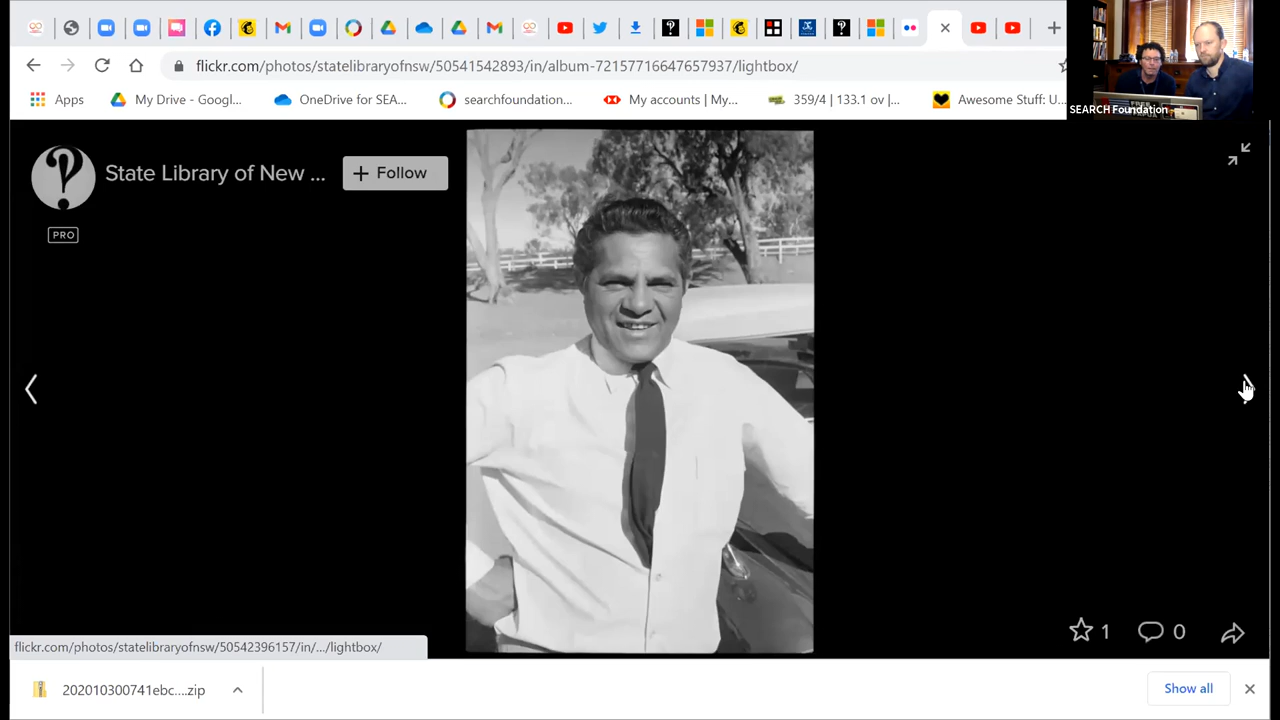 flickr.com/photos/statelibraryofnsw/50541542303/in/album-72157716647657937/lightbox/
Apps
My Drive - Googl...
OneDrive for SEA...
searchfoundation...
My accounts | My...
359/4 | 133.1 ov |...
Awesome Stuff: U...
SEARCH Foundation
State Library of New ...
+ Follow
PRO
1
0
flickr.com/photos/statelibraryofnsw/50542396157/in/.../lightbox/
202010300741ebc....zip
Show all